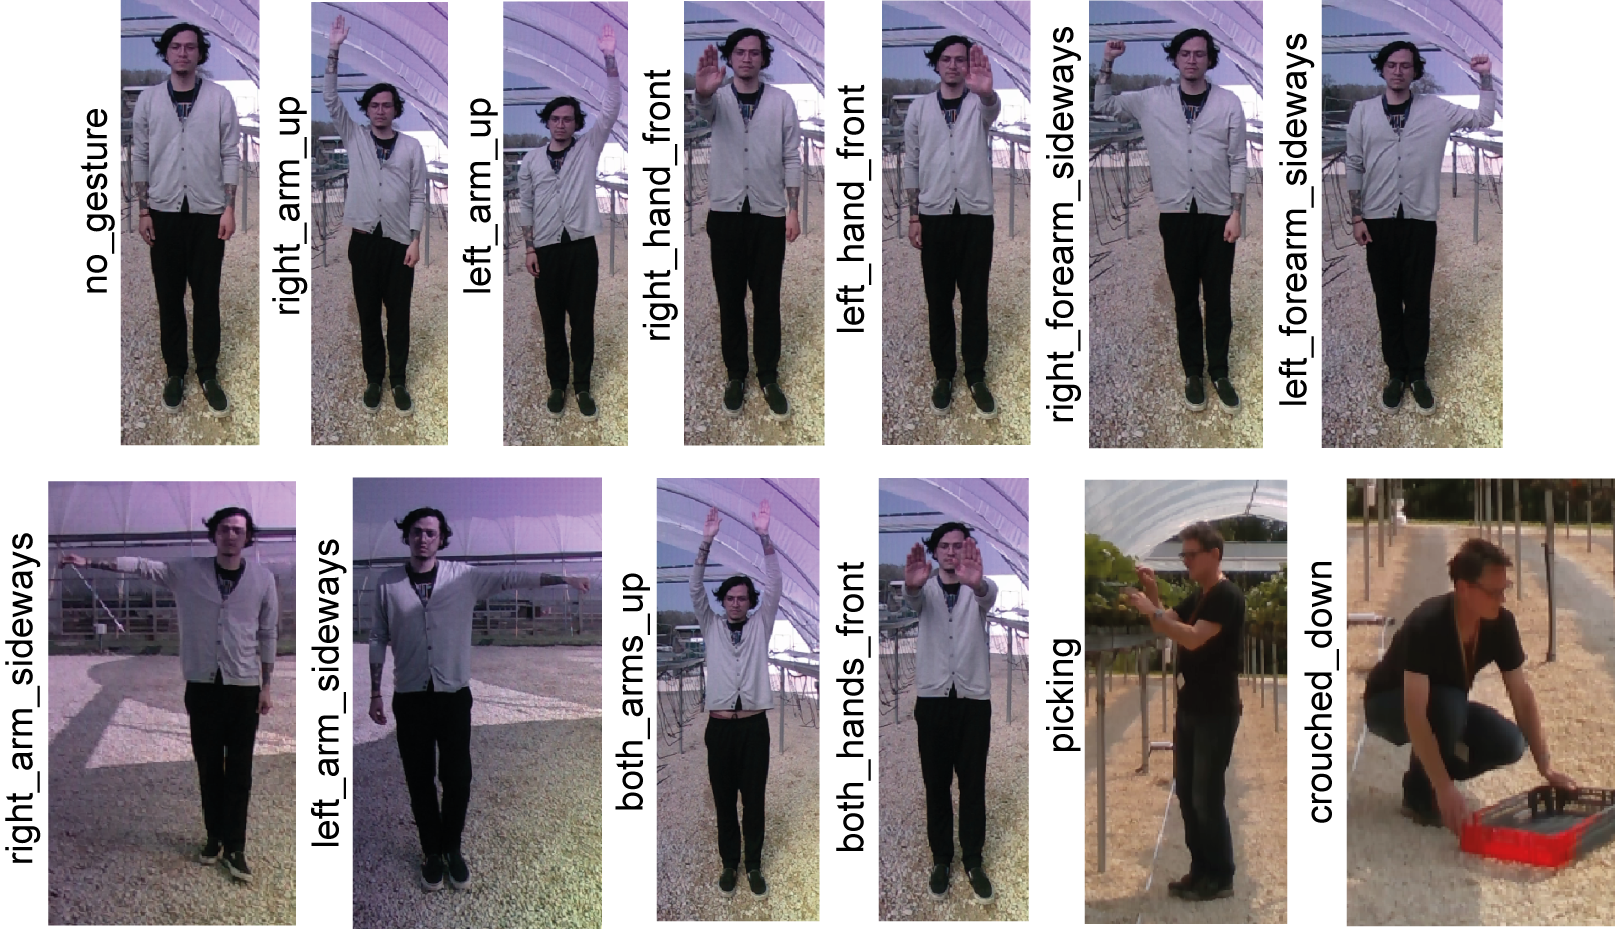 no_gesture
right_arm_up
left_arm_up
right_hand_front
left_hand_front
right_forearm_sideways
left_forearm_sideways
right_arm_sideways
left_arm_sideways
both_arms_up
both_hands_front
picking
crouched_down